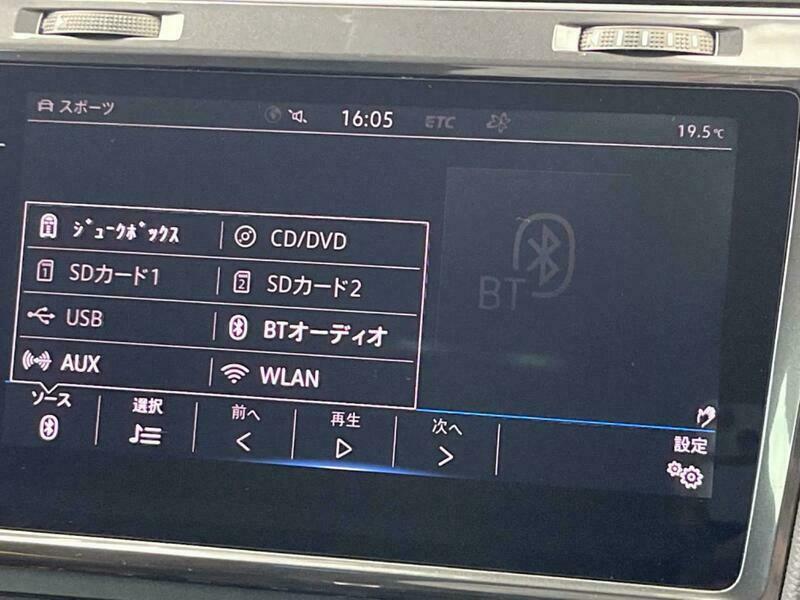 スポーツ 16:05 ETC 19.5℃
ｼﾞｭｰｸﾎﾞｯｸｽ CD/DVD
1 SDカード1 2 SDカード2
USB BTオーディオ
AUX WLAN
BT
ソース 選択 前へ 再生 次へ 設定